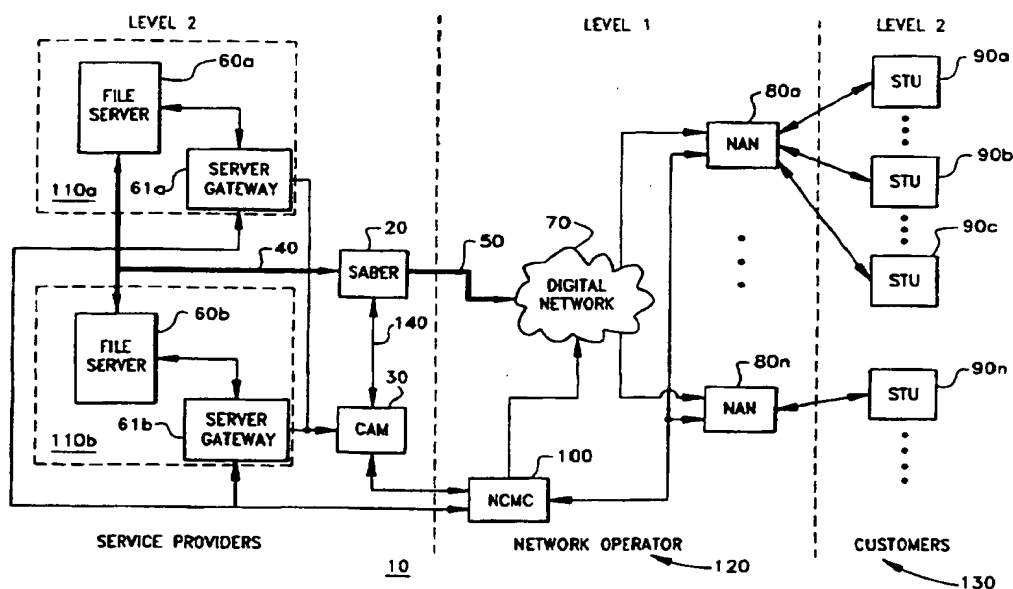 LEVEL 2
LEVEL 1
LEVEL 2
60a
FILE
SERVER
SERVER
GATEWAY
61a
110a
40
20
SABER
50
140
60b
FILE
SERVER
SERVER
GATEWAY
61b
110b
30
CAM
70
DIGITAL
NETWORK
80a
NAN
80n
NAN
100
NCMC
90a
STU
90b
STU
90c
STU
90n
STU
SERVICE PROVIDERS
10
NETWORK OPERATOR
120
CUSTOMERS
130